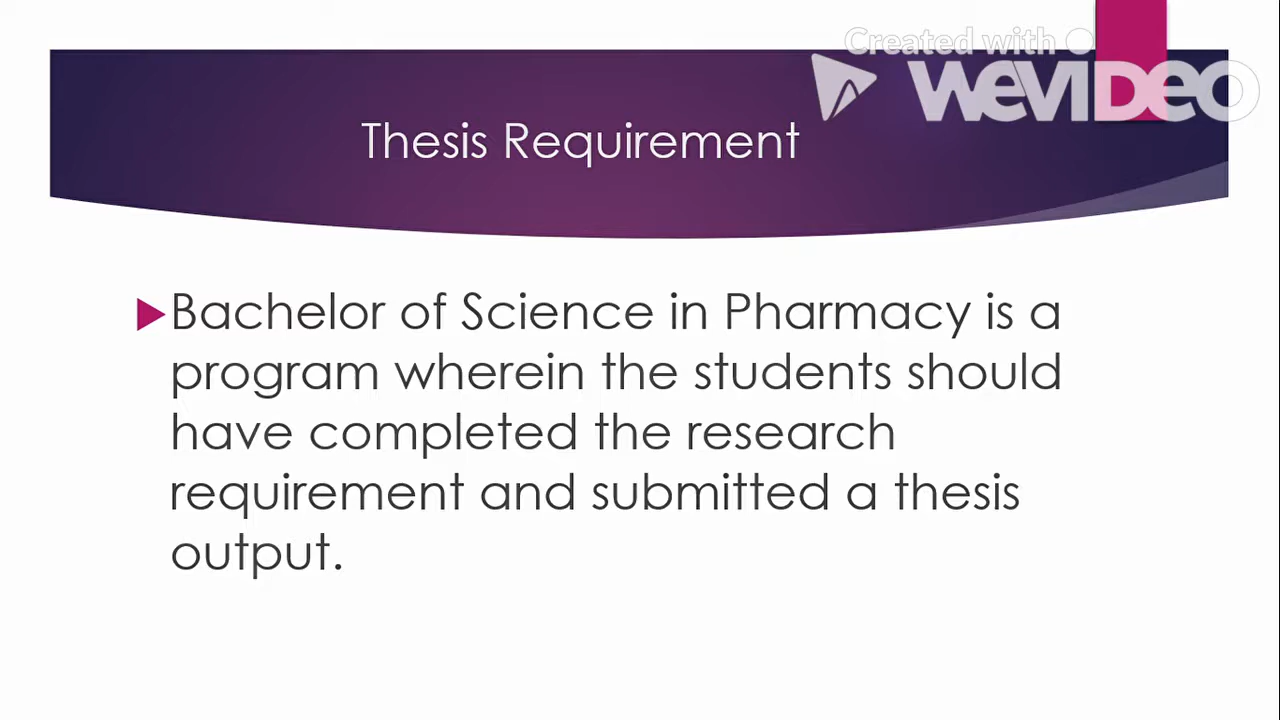 Created with
WEVIDEO
Thesis Requirement
Bachelor of Science in Pharmacy is a
program wherein the students should
have completed the research
requirement and submitted a thesis
output.